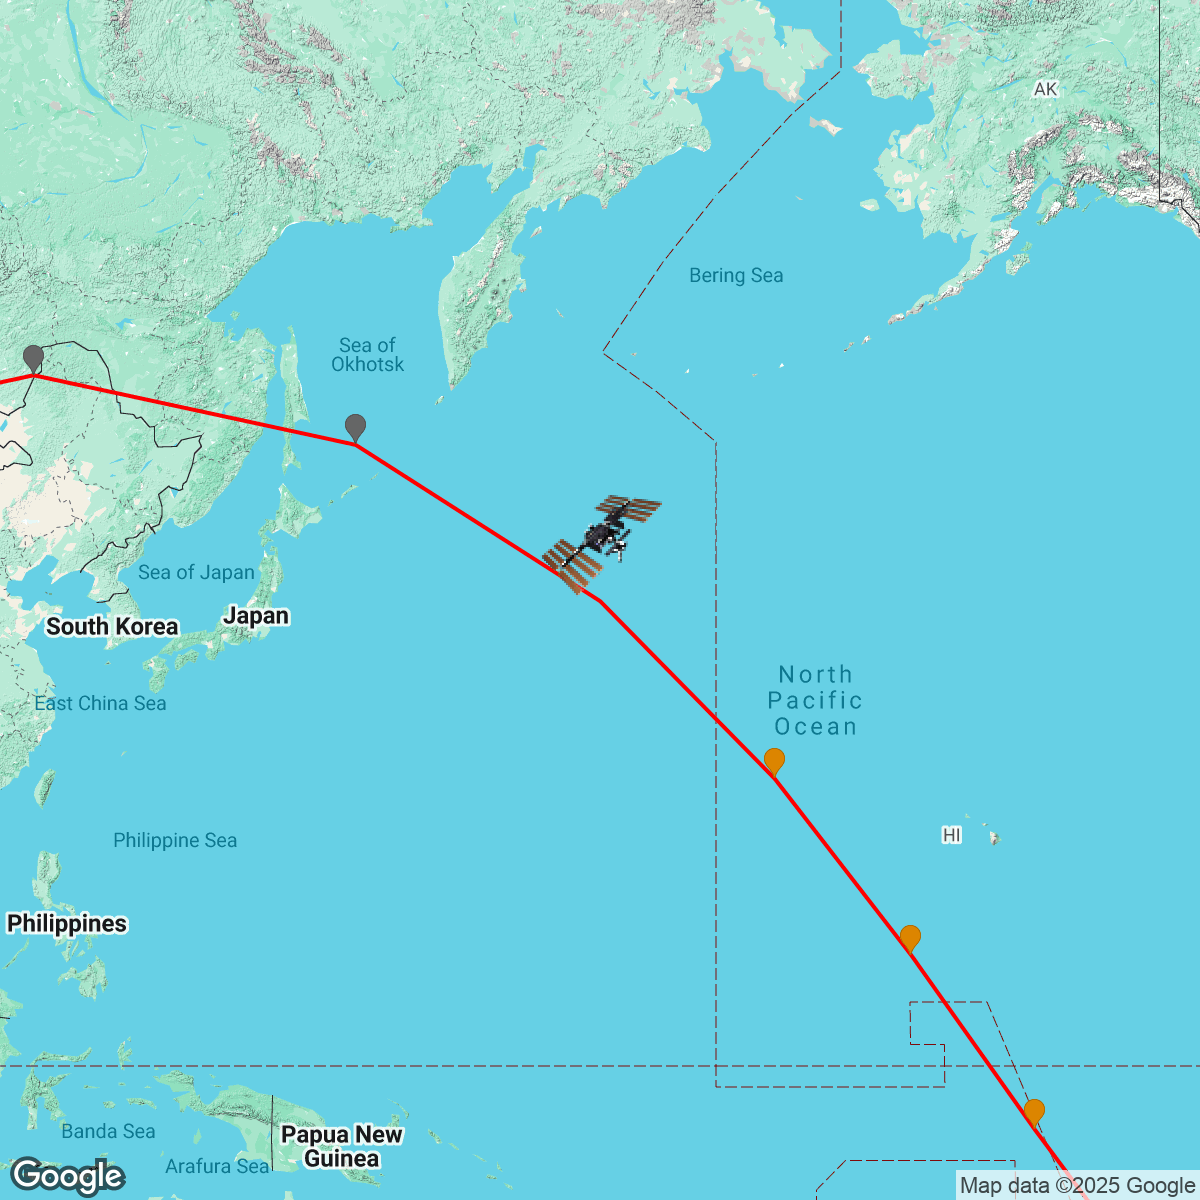 AK
Bering Sea
Sea of
Okhotsk
Sea of Japan
Japan
South Korea
East China Sea
North
Pacific
Ocean
HI
Philippine Sea
Philippines
Banda Sea
Papua New
Guinea
Arafura Sea
Google
Map data ©2025 Google